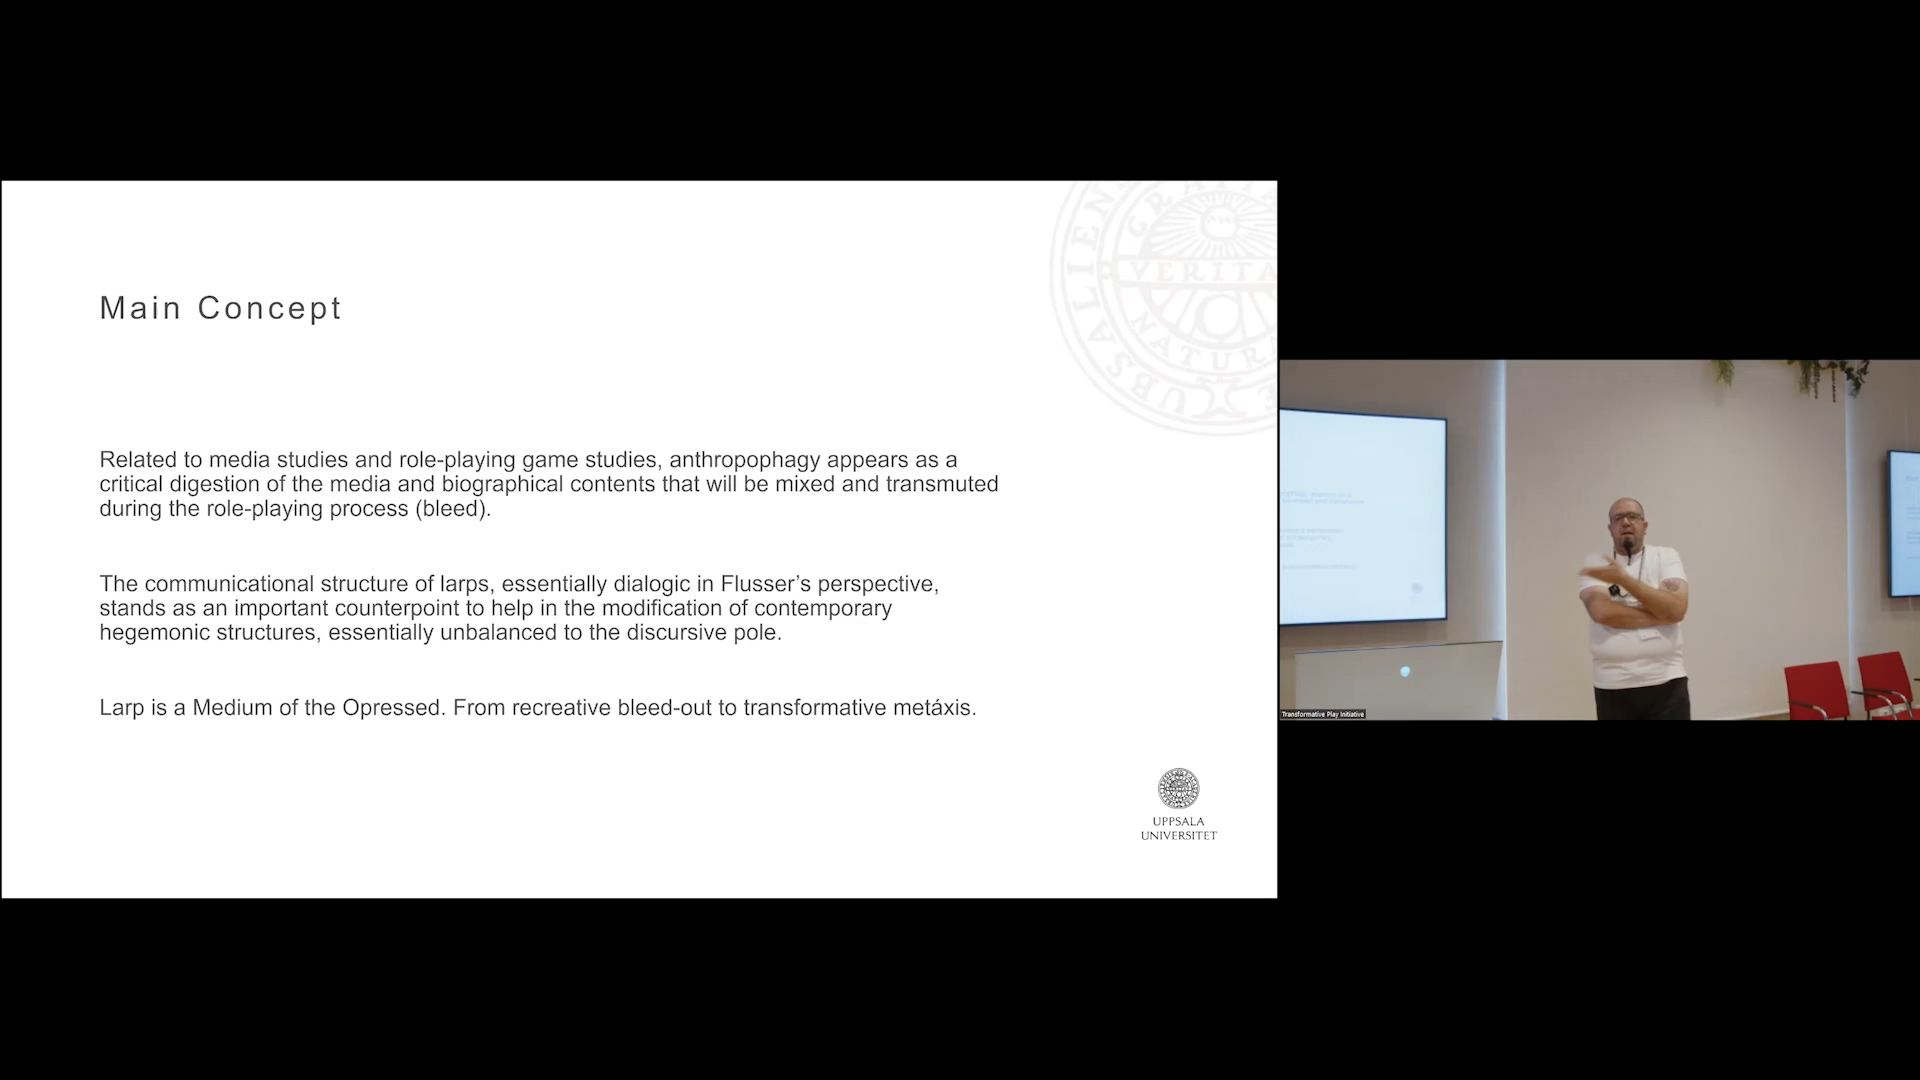 Main Concept
Related to media studies and role-playing game studies, anthropophagy appears as a
critical digestion of the media and biographical contents that will be mixed and transmuted
during the role-playing process (bleed).
The communicational structure of larps, essentially dialogic in Flusser’s perspective,
stands as an important counterpoint to help in the modification of contemporary
hegemonic structures, essentially unbalanced to the discursive pole.
Larp is a Medium of the Opressed. From recreative bleed-out to transformative metáxis.
UPPSALA
UNIVERSITET
Transformative Play Initiative